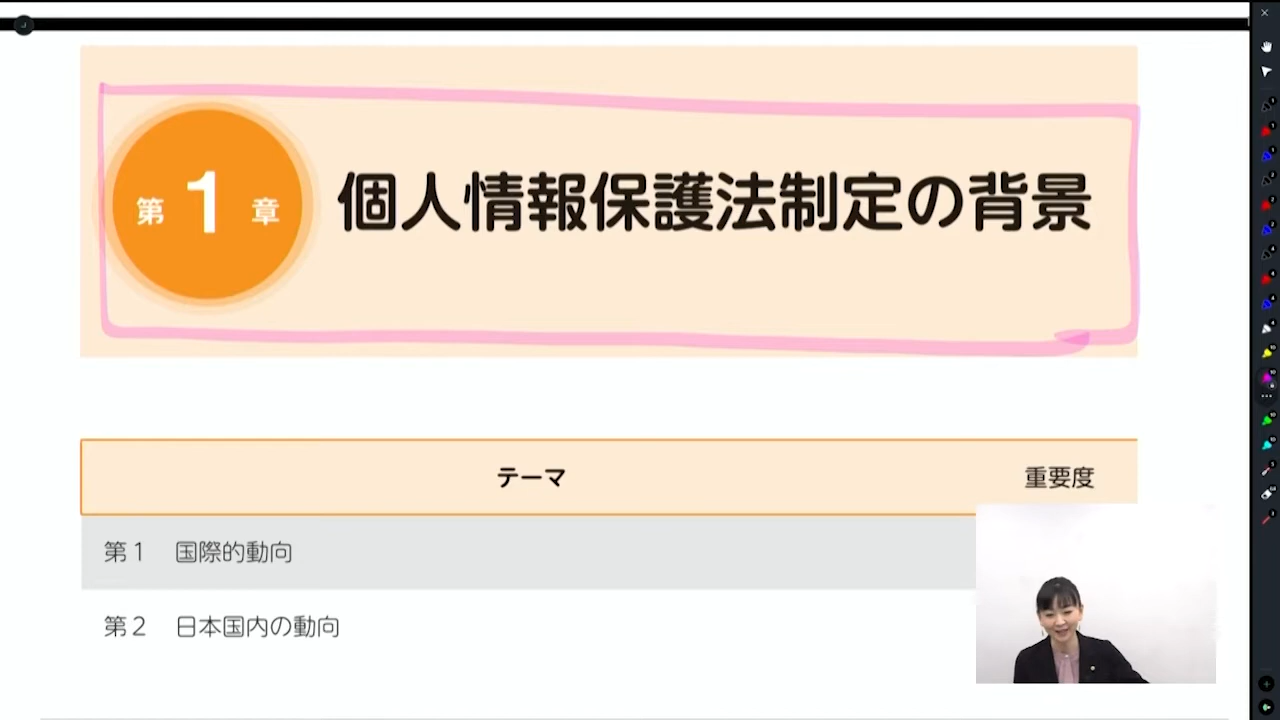 第1章 個人情報保護法制定の背景
テーマ 重要度
第1 国際的動向
第2 日本国内の動向